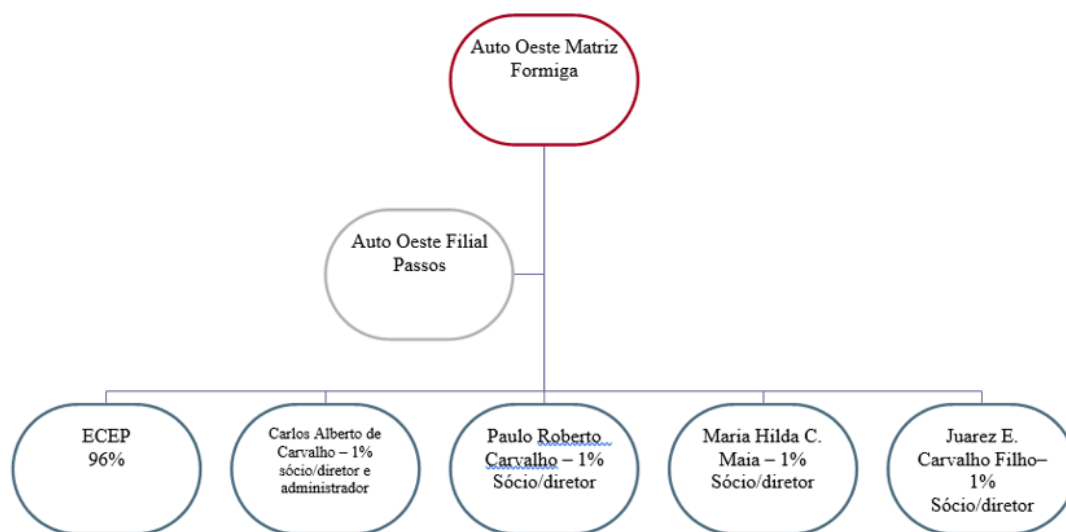 Auto Oeste Matriz
Formiga
Auto Oeste Filial
Passos
ECEP
96%
Carlos Alberto de
Carvalho – 1%
sócio/diretor e
administrador
Paulo Roberto
Carvalho – 1%
Sócio/diretor
Maria Hilda C.
Maia – 1%
Sócio/diretor
Juarez E.
Carvalho Filho–
1%
Sócio/diretor